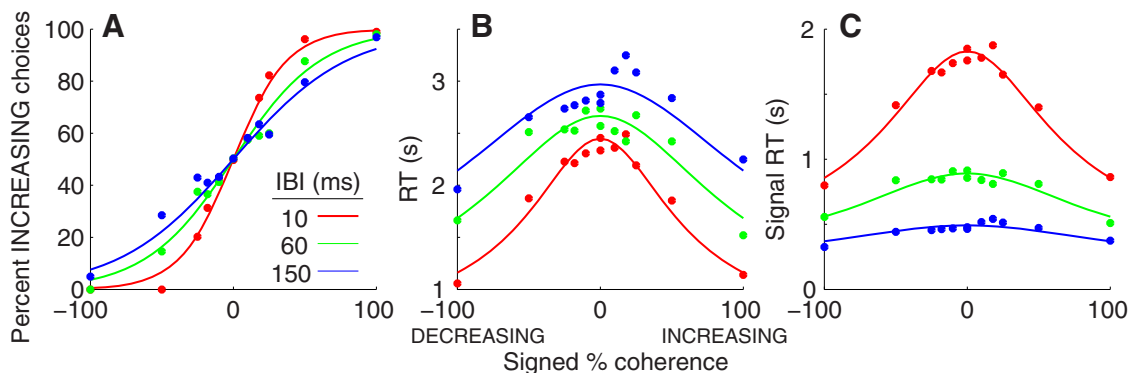 A
Percent INCREASING choices
100
80
60
40
20
0
−100
0
100
IBI (ms)
10
60
150
B
RT (s)
3
2
1
−100
0
100
DECREASING
INCREASING
Signed % coherence
C
Signal RT (s)
2
1
0
−100
0
100